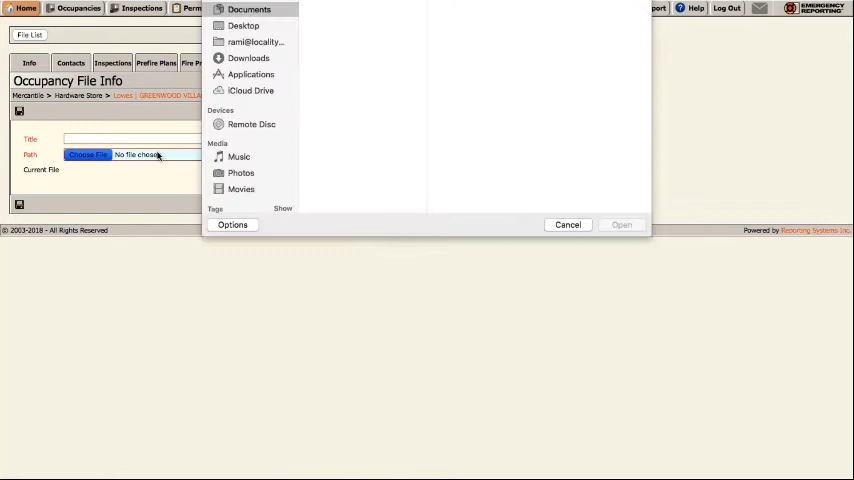 Home Occupancies Inspections Perm port Help Log Out EMERGENCY REPORTING
File List
Info Contacts Inspections Prefire Plans Fire Pr
Occupancy File Info
Mercantile > Hardware Store > Lowes | GREENWOOD VILLA
Title
Path Choose File No file chosen
Current File
Documents
Desktop
rami@locality...
Downloads
Applications
iCloud Drive
Devices
Remote Disc
Media
Music
Photos
Movies
Tags Show
Options Cancel Open
© 2003-2018 - All Rights Reserved Powered by Reporting Systems Inc.